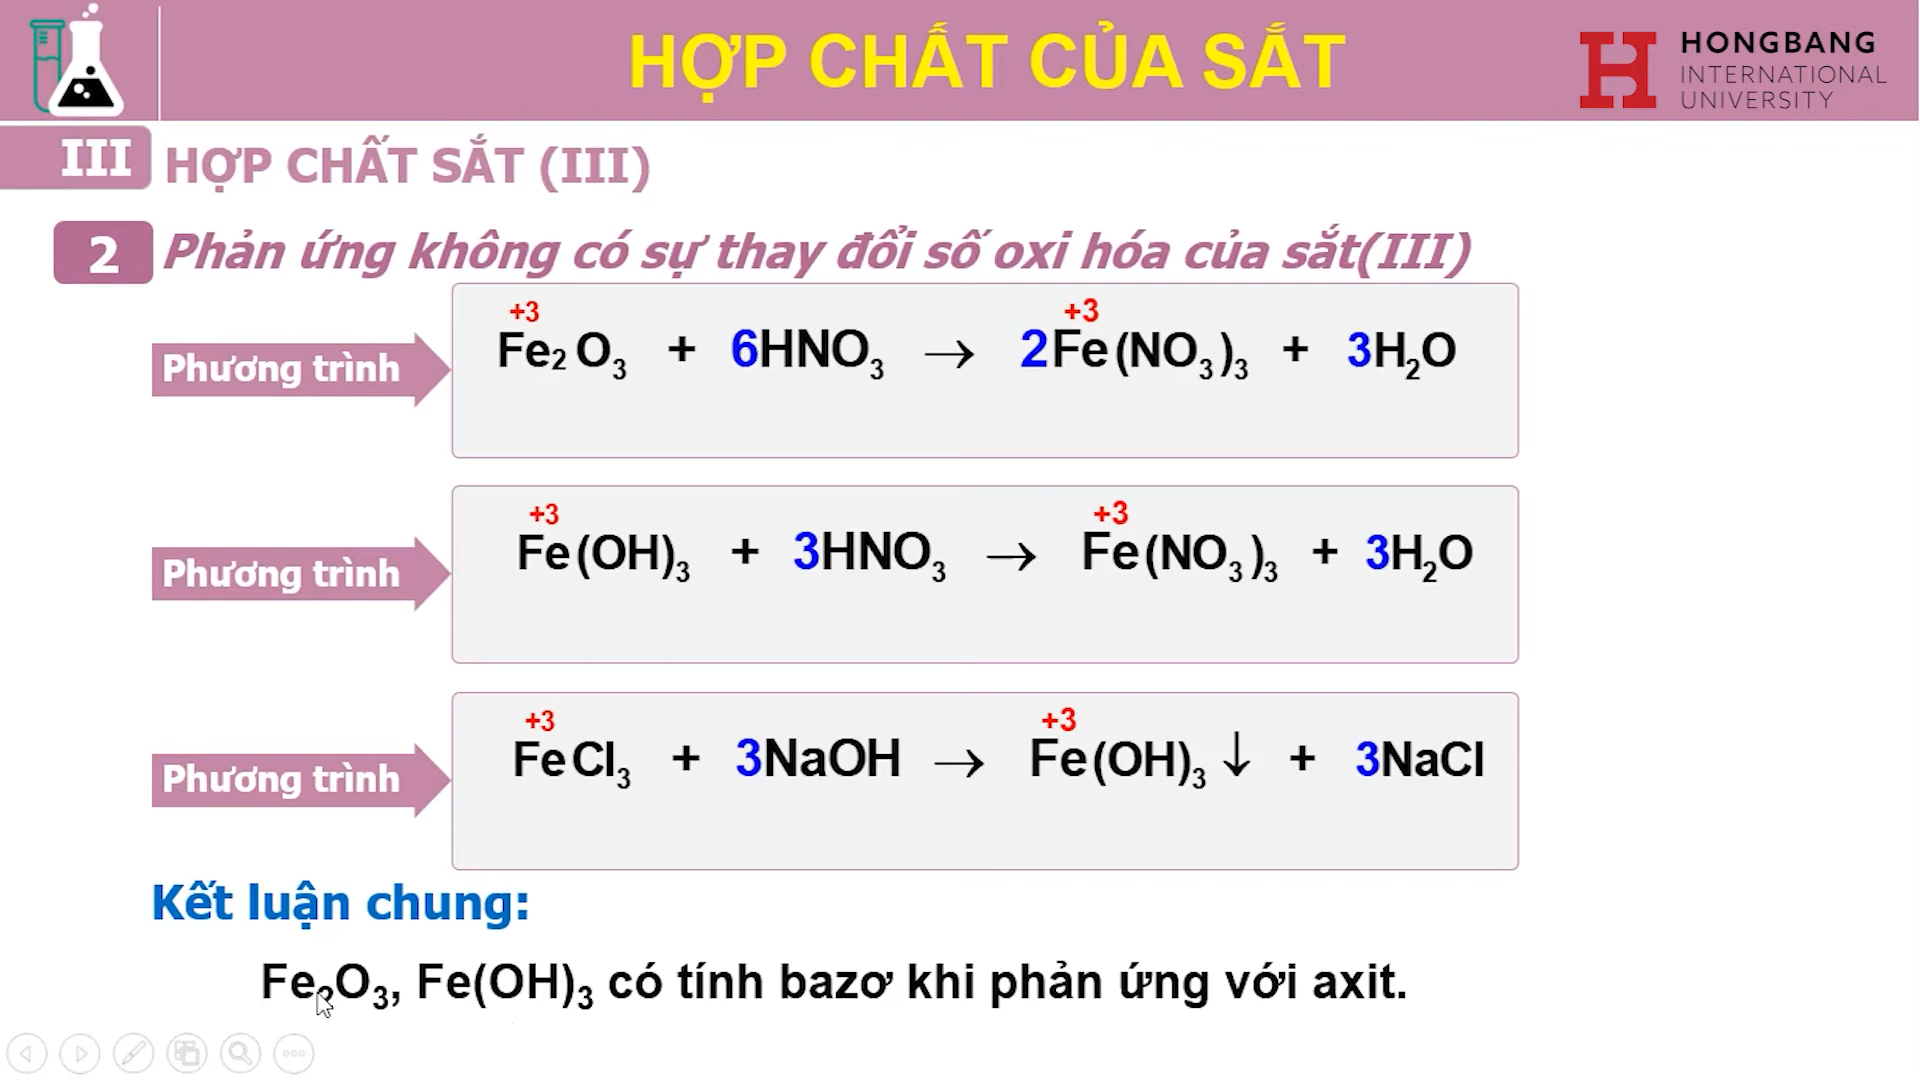 HỢP CHẤT CỦA SẮT
HONGBANG
INTERNATIONAL
UNIVERSITY
III HỢP CHẤT SẮT (III)
2 Phản ứng không có sự thay đổi số oxi hóa của sắt(III)
+3 +3
Phương trình Fe₂O₃ + 6HNO₃ → 2Fe(NO₃)₃ + 3H₂O
+3 +3
Phương trình Fe(OH)₃ + 3HNO₃ → Fe(NO₃)₃ + 3H₂O
+3 +3
Phương trình FeCl₃ + 3NaOH → Fe(OH)₃↓ + 3NaCl
Kết luận chung:
Fe₂O₃, Fe(OH)₃ có tính bazơ khi phản ứng với axit.